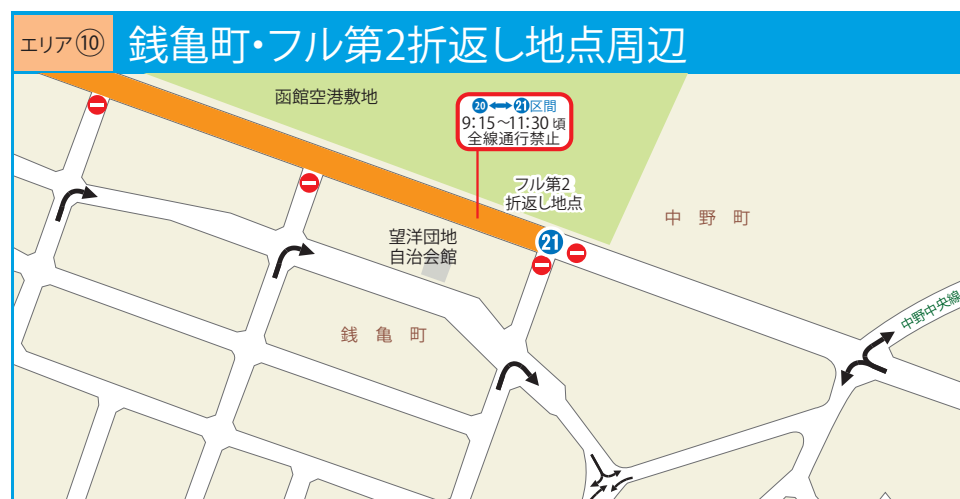 エリア⑩
銭亀町・フル第2折返し地点周辺
函館空港敷地
⑳⟷㉑区間
9:15〜11:30頃
全線通行禁止
フル第2
折返し地点
中野町
㉑
望洋団地
自治会館
銭亀町
中野中央線